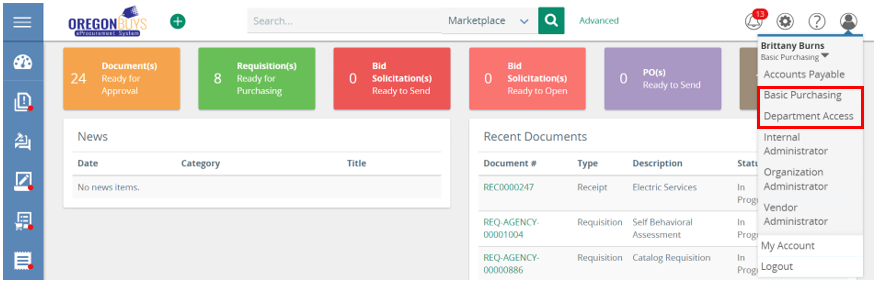 OREGONBUYS
eProcurement System
Search...
Marketplace
Advanced
13
Brittany Burns
Basic Purchasing
Accounts Payable
Basic Purchasing
Department Access
Internal
Administrator
Organization
Administrator
Vendor
Administrator
My Account
Logout
24
Document(s)
Ready for
Approval
8
Requisition(s)
Ready for
Purchasing
0
Bid
Solicitation(s)
Ready to Send
0
Bid
Solicitation(s)
Ready to Open
0
PO(s)
Ready to Send
News
Date Category Title
No news items.
Recent Documents
Document # Type Description Statu
REC0000247 Receipt Electric Services In
Progr
REQ-AGENCY- Requisition Self Behavioral In
00001004 Assessment Progr
REQ-AGENCY- Requisition Catalog Requisition In
00000886 Progr